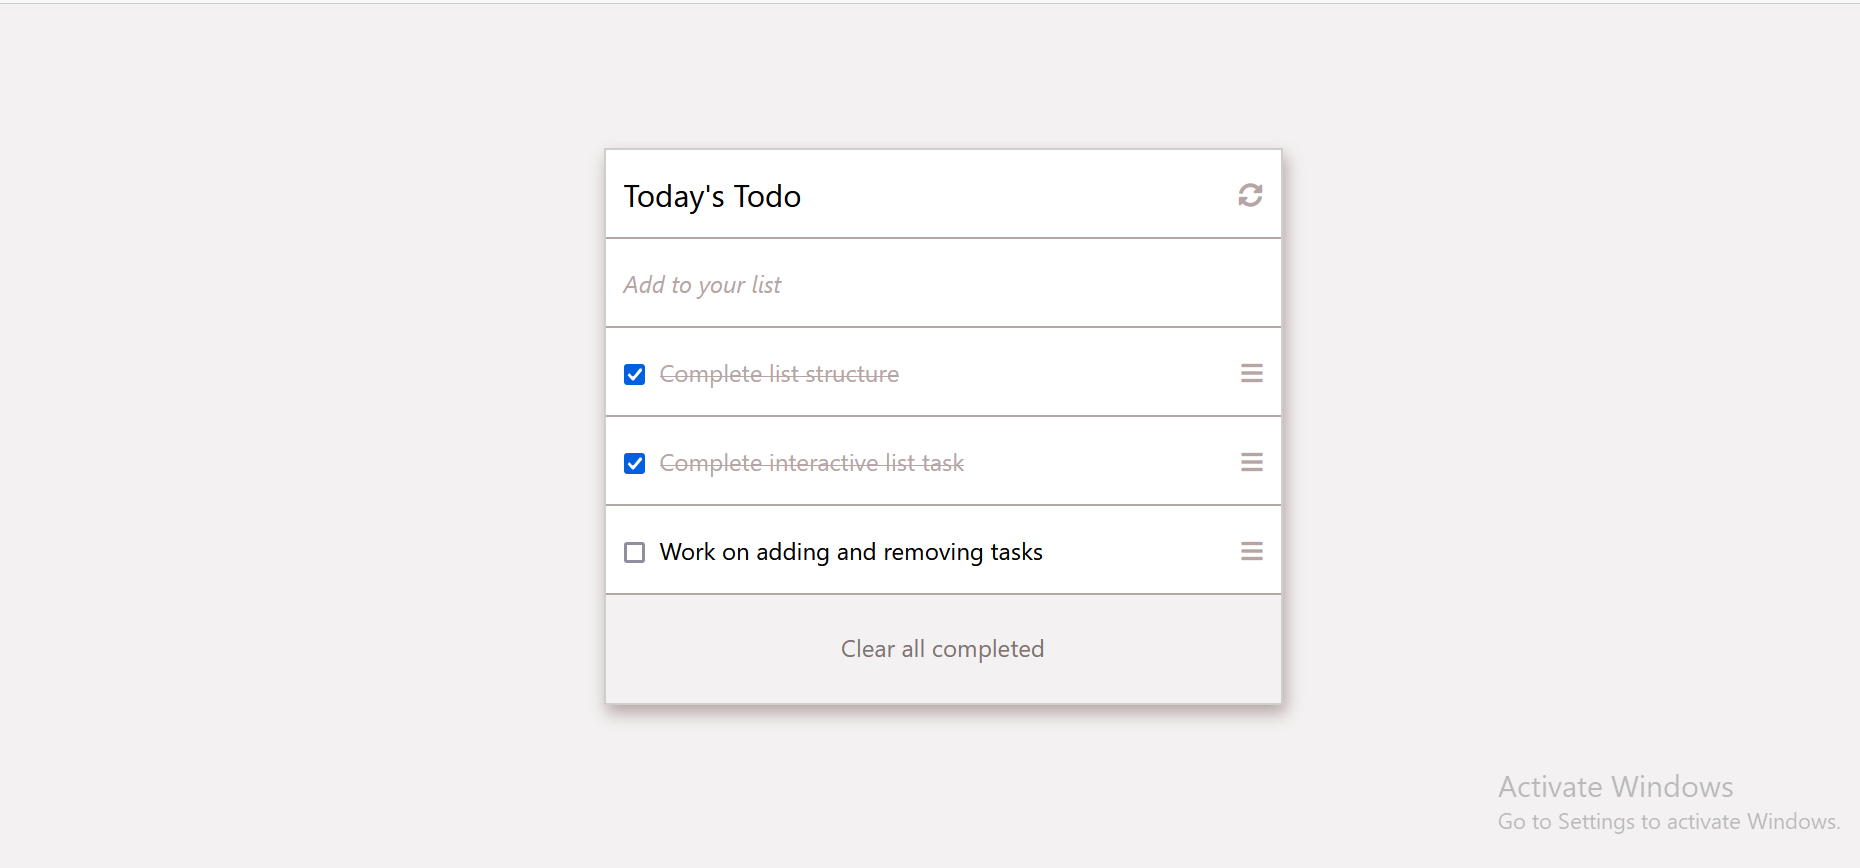 Today's Todo
Add to your list
Complete list structure
Complete interactive list task
Work on adding and removing tasks
Clear all completed
Activate Windows
Go to Settings to activate Windows.